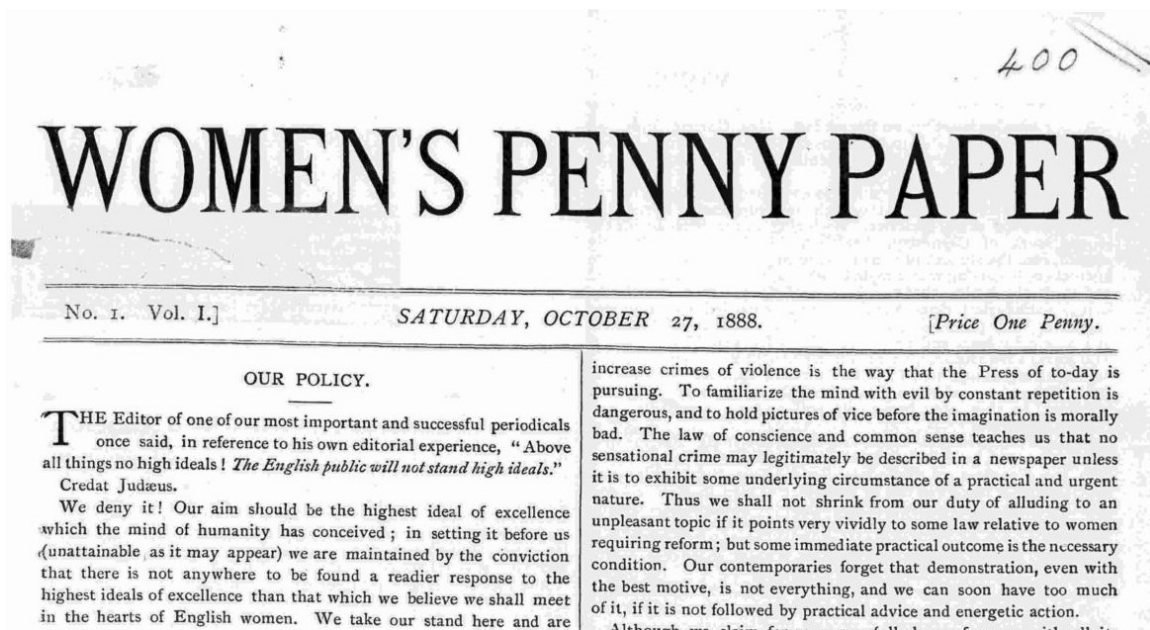 400
WOMEN'S PENNY PAPER
No. 1. Vol. I.]
SATURDAY, OCTOBER 27, 1888.
[Price One Penny.
OUR POLICY.
THE Editor of one of our most important and successful periodicals
once said, in reference to his own editorial experience, “ Above
all things no high ideals ! The English public will not stand high ideals.”
Credat Judæus.
We deny it! Our aim should be the highest ideal of excellence
which the mind of humanity has conceived ; in setting it before us
(unattainable as it may appear) we are maintained by the conviction
that there is not anywhere to be found a readier response to the
highest ideals of excellence than that which we believe we shall meet
in the hearts of English women. We take our stand here and are
increase crimes of violence is the way that the Press of to-day is
pursuing. To familiarize the mind with evil by constant repetition is
dangerous, and to hold pictures of vice before the imagination is morally
bad. The law of conscience and common sense teaches us that no
sensational crime may legitimately be described in a newspaper unless
it is to exhibit some underlying circumstance of a practical and urgent
nature. Thus we shall not shrink from our duty of alluding to an
unpleasant topic if it points very vividly to some law relative to women
requiring reform ; but some immediate practical outcome is the necessary
condition. Our contemporaries forget that demonstration, even with
the best motive, is not everything, and we can soon have too much
of it, if it is not followed by practical advice and energetic action.